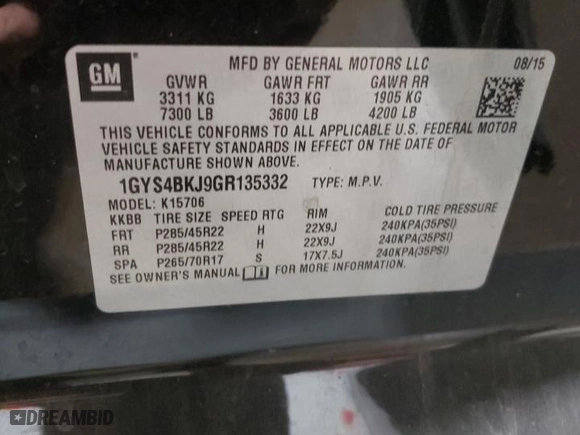 GM
MFD BY GENERAL MOTORS LLC 08/15
GVWR GAWR FRT GAWR RR
3311 KG 1633 KG 1905 KG
7300 LB 3600 LB 4200 LB
THIS VEHICLE CONFORMS TO ALL APPLICABLE U.S. FEDERAL MOTOR
VEHICLE SAFETY STANDARDS IN EFFECT ON THE DATE OF
MANUFACTURE SHOWN ABOVE.
1GYS4BKJ9GR135332 TYPE: M.P.V.
MODEL: K15706
KKBB TIRE SIZE SPEED RTG RIM COLD TIRE PRESSURE
FRT P285/45R22 H 22X9J 240KPA(35PSI)
RR P285/45R22 H 22X9J 240KPA(35PSI)
SPA P265/70R17 S 17X7.5J 240KPA(35PSI)
SEE OWNER'S MANUAL FOR MORE INFORMATION.
DREAMBID